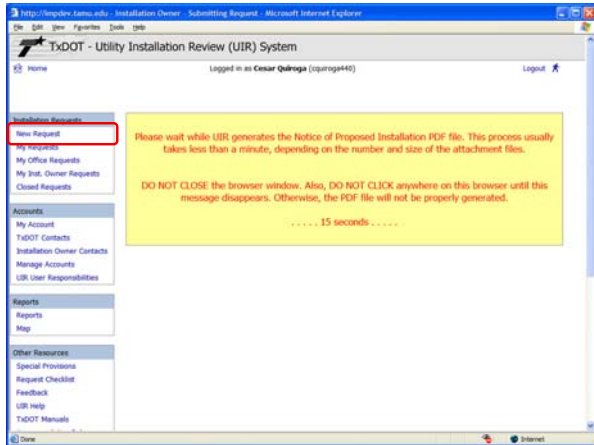 http://impdev.tamu.edu - Installation Owner - Submitting Request - Microsoft Internet Explorer
File Edit View Favorites Tools Help
TxDOT - Utility Installation Review (UIR) System
Home
Logged in as Cesar Quiroga (cquiroga440)
Logout
Installation Requests
New Request
My Requests
My Office Requests
My Inst. Owner Requests
Closed Requests
Please wait while UIR generates the Notice of Proposed Installation PDF file. This process usually
takes less than a minute, depending on the number and size of the attachment files.
DO NOT CLOSE the browser window. Also, DO NOT CLICK anywhere on this browser until this
message disappears. Otherwise, the PDF file will not be properly generated.
. . . . . 15 seconds . . . . .
Accounts
My Account
TxDOT Contacts
Installation Owner Contacts
Manage Accounts
UIR User Responsibilities
Reports
Reports
Map
Other Resources
Special Provisions
Request Checklist
Feedback
UIR Help
TxDOT Manuals
Done
Internet